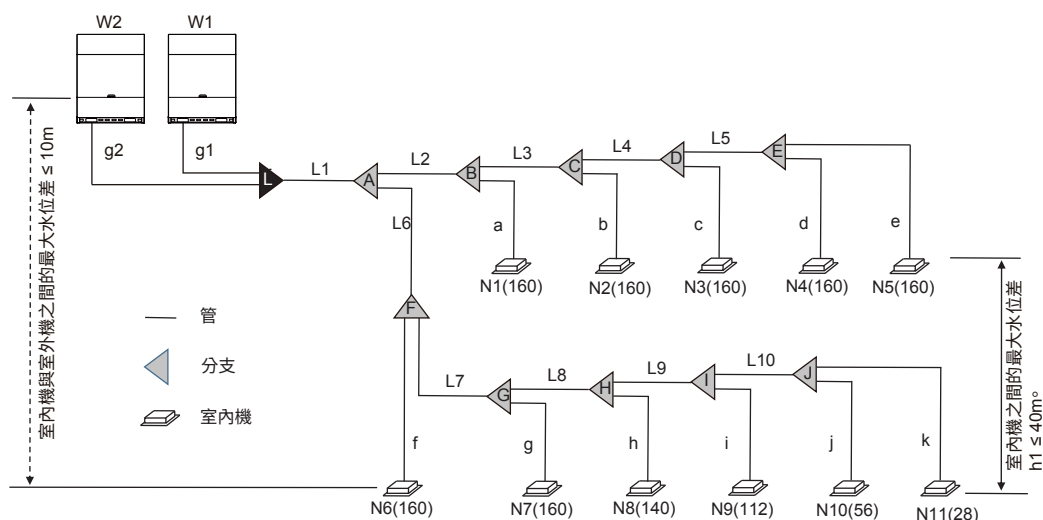 W2
W1
g2
g1
L
L1
A
L2
B
L3
C
L4
D
L5
E
L6
a
b
c
d
e
N1(160)
N2(160)
N3(160)
N4(160)
N5(160)
室內機與室外機之間的最大水位差 ≤ 10m
管
分支
室內機
F
L7
G
L8
H
L9
I
L10
J
f
g
h
i
j
k
N6(160)
N7(160)
N8(140)
N9(112)
N10(56)
N11(28)
室內機之間的最大水位差
h1 ≤ 40m。